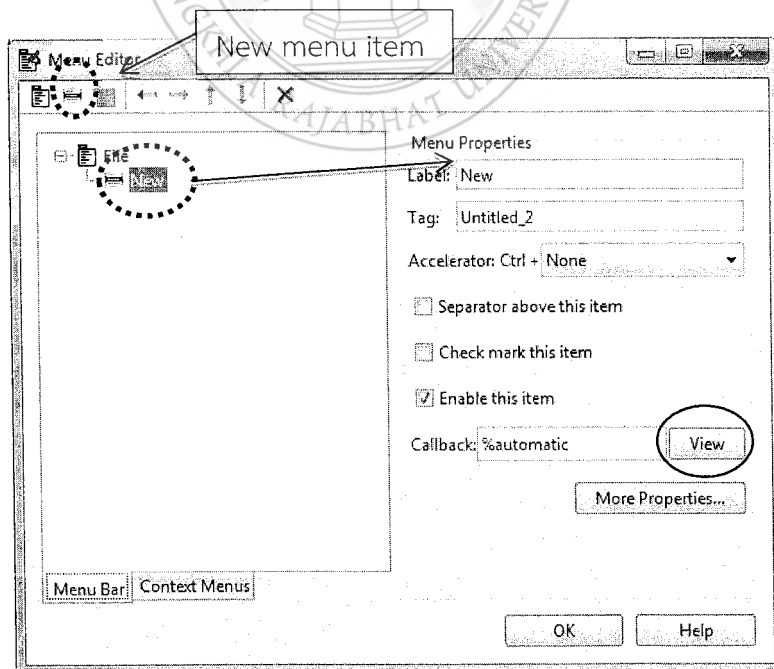 New menu item
Menu Editor
RAJABHAT
File
New
Menu Properties
Label: New
Tag: Untitled_2
Accelerator: Ctrl + None
Separator above this item
Check mark this item
Enable this item
Callback: %automatic
View
More Properties...
Menu Bar
Context Menus
OK
Help